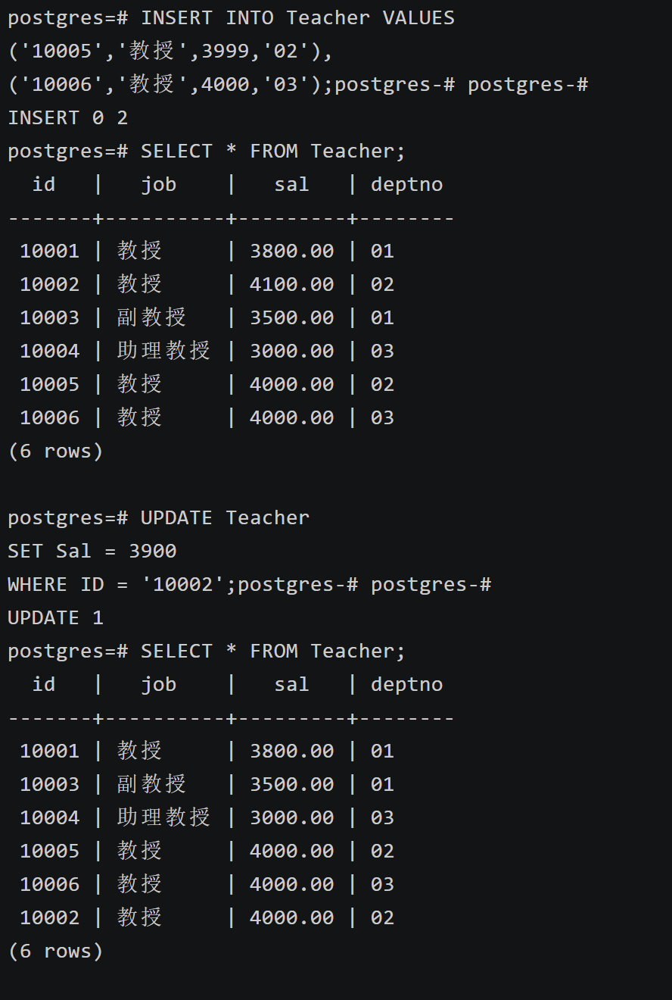 postgres=# INSERT INTO Teacher VALUES
('10005','教授',3999,'02'),
('10006','教授',4000,'03');postgres-# postgres-#
INSERT 0 2
postgres=# SELECT * FROM Teacher;
  id   |   job    |   sal   | deptno
-------+----------+---------+--------
 10001 | 教授     | 3800.00 | 01
 10002 | 教授     | 4100.00 | 02
 10003 | 副教授   | 3500.00 | 01
 10004 | 助理教授 | 3000.00 | 03
 10005 | 教授     | 4000.00 | 02
 10006 | 教授     | 4000.00 | 03
(6 rows)

postgres=# UPDATE Teacher
SET Sal = 3900
WHERE ID = '10002';postgres-# postgres-#
UPDATE 1
postgres=# SELECT * FROM Teacher;
  id   |   job    |   sal   | deptno
-------+----------+---------+--------
 10001 | 教授     | 3800.00 | 01
 10003 | 副教授   | 3500.00 | 01
 10004 | 助理教授 | 3000.00 | 03
 10005 | 教授     | 4000.00 | 02
 10006 | 教授     | 4000.00 | 03
 10002 | 教授     | 4000.00 | 02
(6 rows)